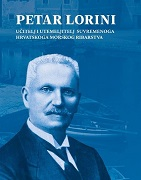 PETAR LORINI
UČITELJ I UTEMELJITELJ SUVREMENOGA
HRVATSKOGA MORSKOG RIBARSTVA